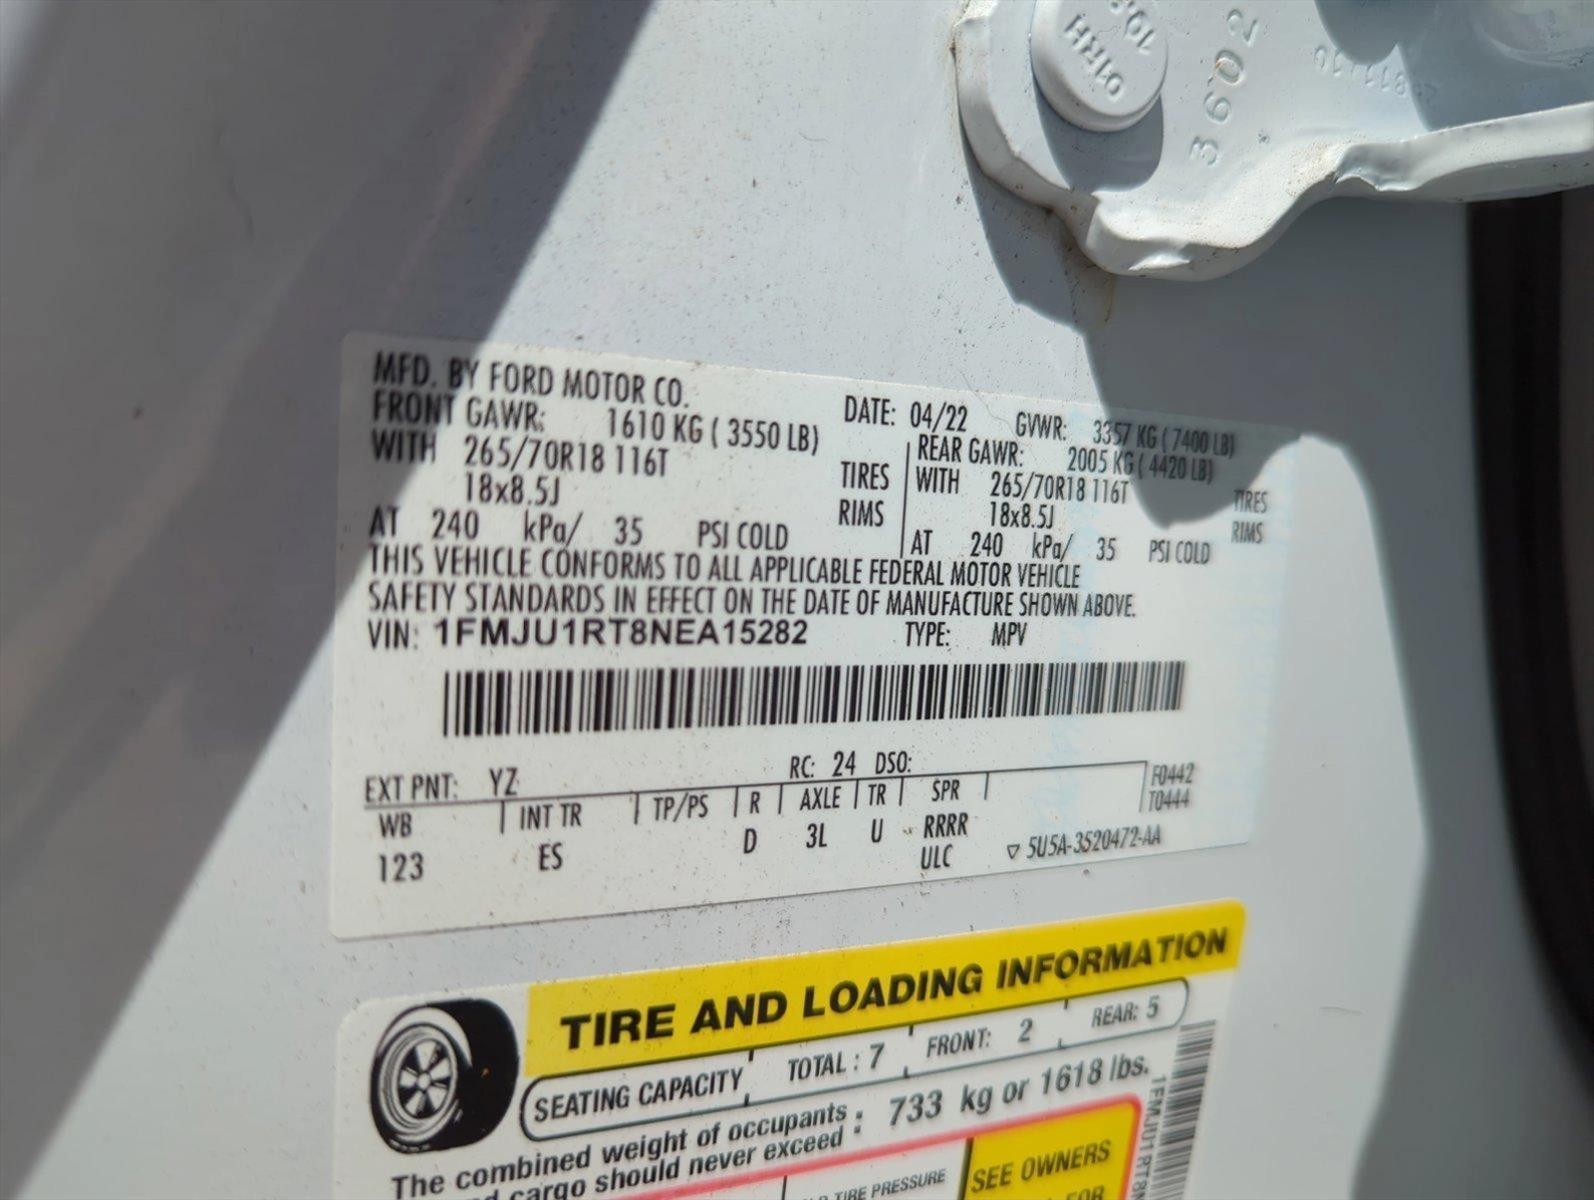 01RH
10.9
3602
MFD. BY FORD MOTOR CO.
DATE: 04/22 GVWR: 3357 KG ( 7400 LB)
FRONT GAWR: 1610 KG ( 3550 LB) REAR GAWR: 2005 KG ( 4420 LB)
WITH 265/70R18 116T TIRES WITH 265/70R18 116T TIRES
18x8.5J RIMS 18x8.5J RIMS
AT 240 kPa/ 35 PSI COLD AT 240 kPa/ 35 PSI COLD
THIS VEHICLE CONFORMS TO ALL APPLICABLE FEDERAL MOTOR VEHICLE
SAFETY STANDARDS IN EFFECT ON THE DATE OF MANUFACTURE SHOWN ABOVE.
VIN: 1FMJU1RT8NEA15282 TYPE: MPV
EXT PNT: YZ RC: 24 DSO:
WB INT TR TP/PS R AXLE TR SPR F0442
T0444
123 ES D 3L U RRRR
ULC ▽ 5U5A-3520472-AA
TIRE AND LOADING INFORMATION
SEATING CAPACITY TOTAL : 7 FRONT: 2 REAR: 5
The combined weight of occupants
cargo should never exceed : 733 kg or 1618 lbs.
TIRE PRESSURE SEE OWNERS
FOR